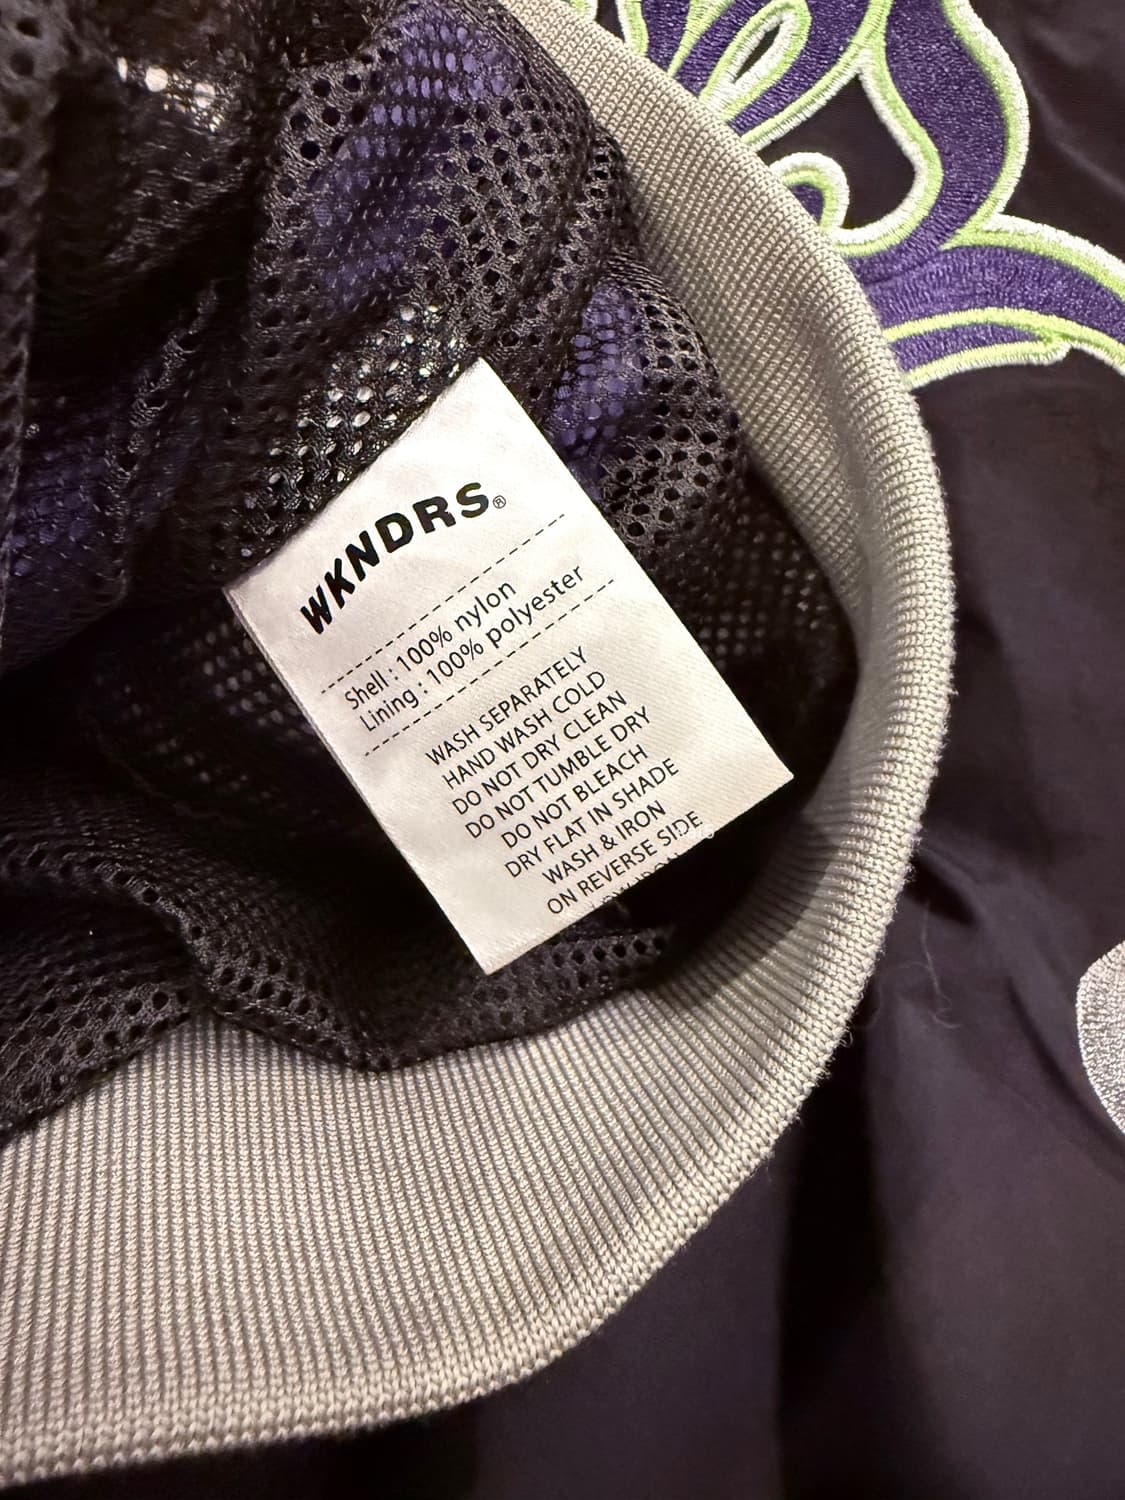 WKNDRS®
Shell : 100% nylon
Lining : 100% polyester
WASH SEPARATELY
HAND WASH COLD
DO NOT DRY CLEAN
DO NOT TUMBLE DRY
DO NOT BLEACH
DRY FLAT IN SHADE
WASH & IRON
ON REVERSE SIDE